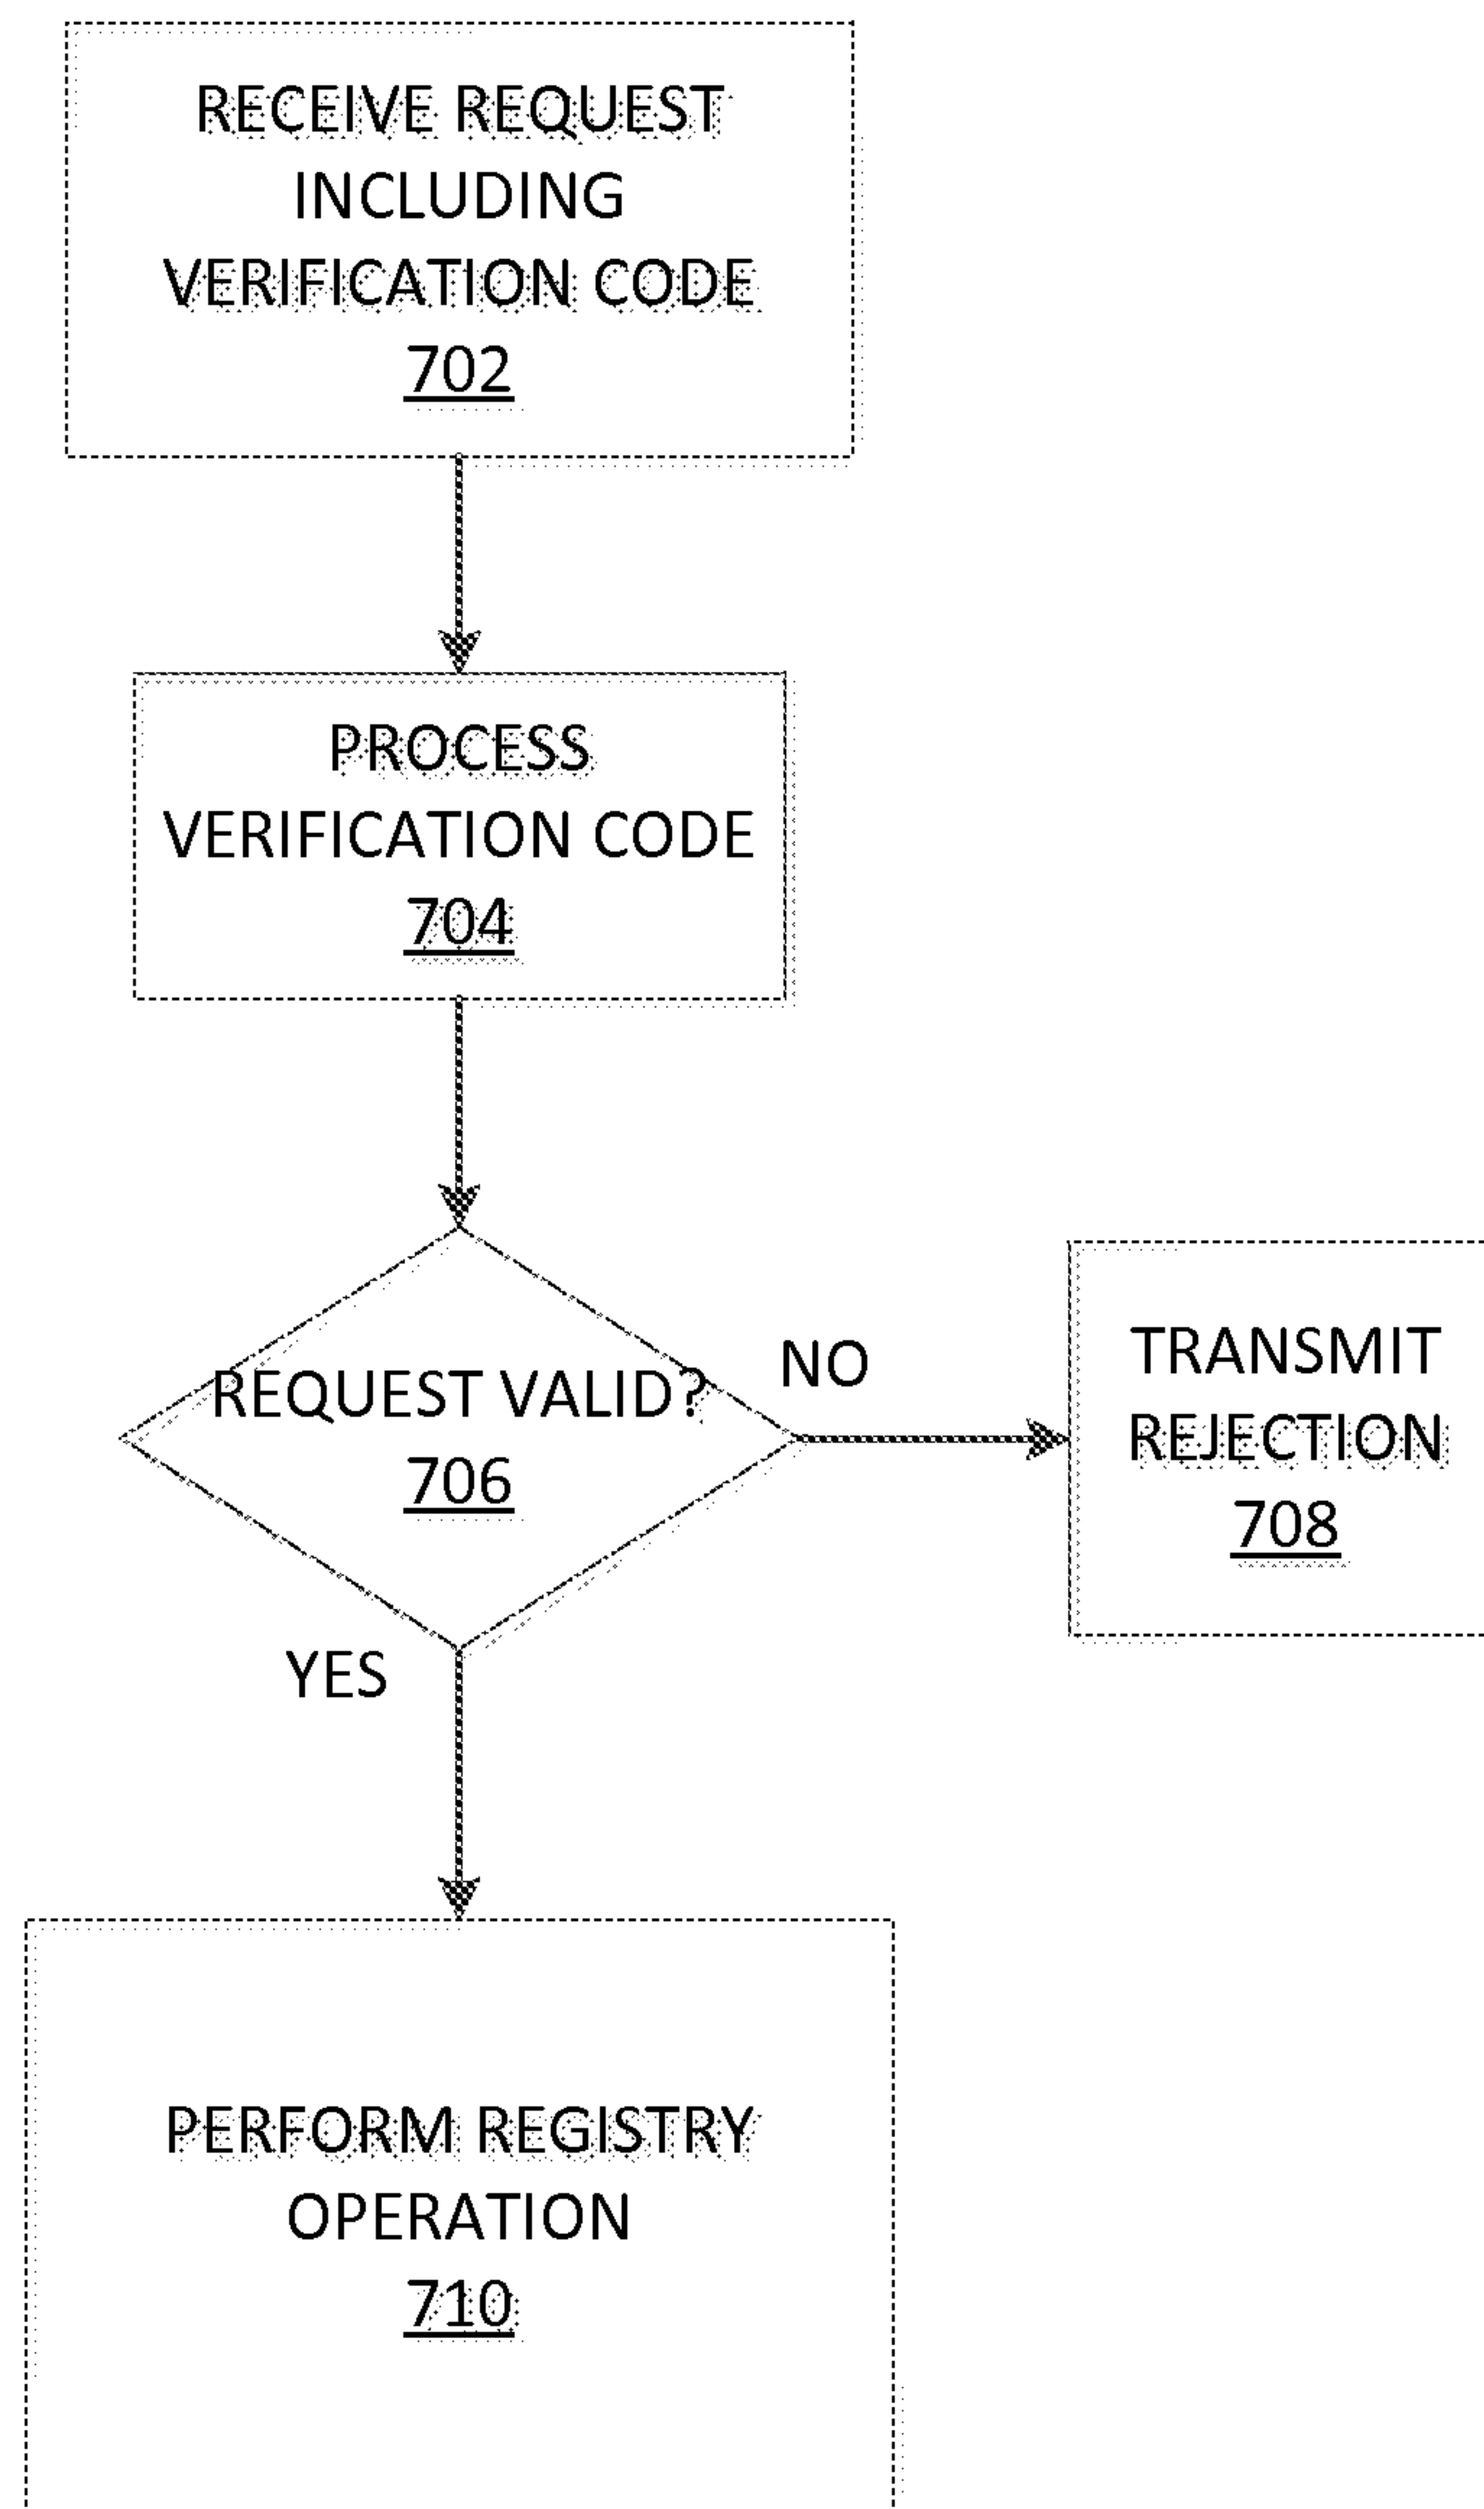 RECEIVE REQUEST
INCLUDING
VERIFICATION CODE
702
PROCESS
VERIFICATION CODE
704
REQUEST VALID?
706
NO
TRANSMIT
REJECTION
708
YES
PERFORM REGISTRY
OPERATION
710